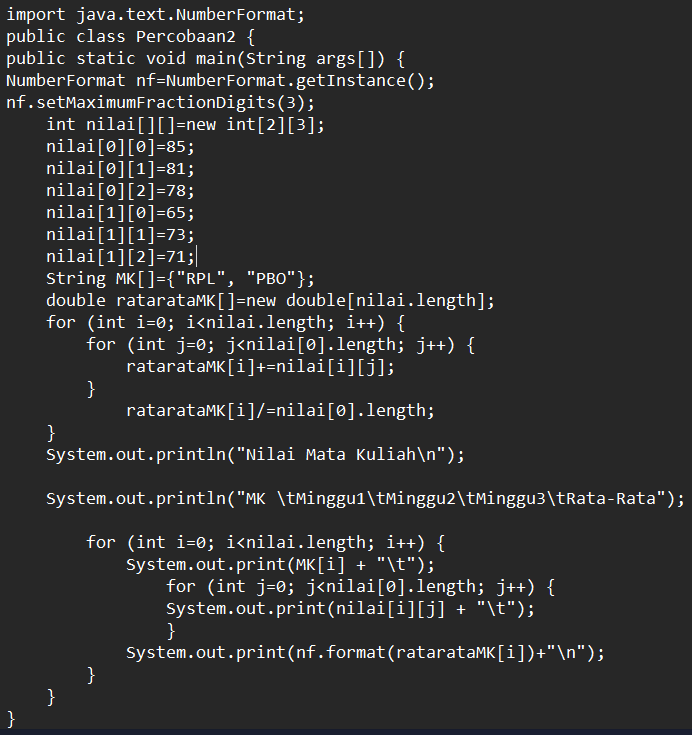 import java.text.NumberFormat;
public class Percobaan2 {
public static void main(String args[]) {
NumberFormat nf=NumberFormat.getInstance();
nf.setMaximumFractionDigits(3);
    int nilai[][]=new int[2][3];
    nilai[0][0]=85;
    nilai[0][1]=81;
    nilai[0][2]=78;
    nilai[1][0]=65;
    nilai[1][1]=73;
    nilai[1][2]=71;
    String MK[]={"RPL", "PBO"};
    double ratarataMK[]=new double[nilai.length];
    for (int i=0; i<nilai.length; i++) {
        for (int j=0; j<nilai[0].length; j++) {
            ratarataMK[i]+=nilai[i][j];
        }
            ratarataMK[i]/=nilai[0].length;
    }
    System.out.println("Nilai Mata Kuliah\n");

    System.out.println("MK \tMinggu1\tMinggu2\tMinggu3\tRata-Rata");

        for (int i=0; i<nilai.length; i++) {
            System.out.print(MK[i] + "\t");
                for (int j=0; j<nilai[0].length; j++) {
                System.out.print(nilai[i][j] + "\t");
                }
            System.out.print(nf.format(ratarataMK[i])+"\n");
        }
    }
}